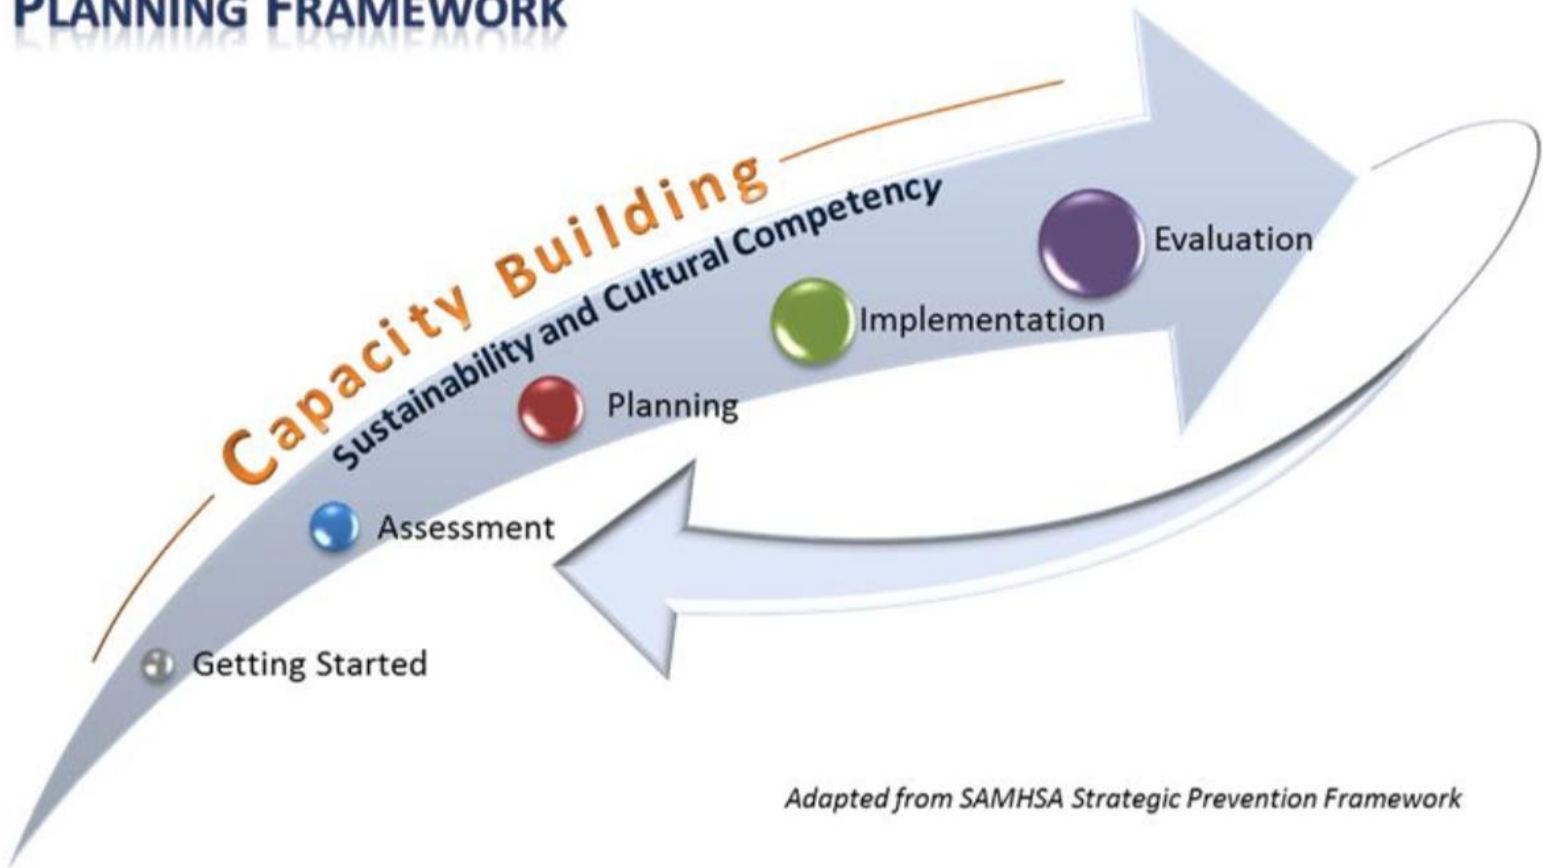 PLANNING FRAMEWORK
Capacity Building
Sustainability and Cultural Competency
Evaluation
Implementation
Planning
Assessment
Getting Started
Adapted from SAMHSA Strategic Prevention Framework